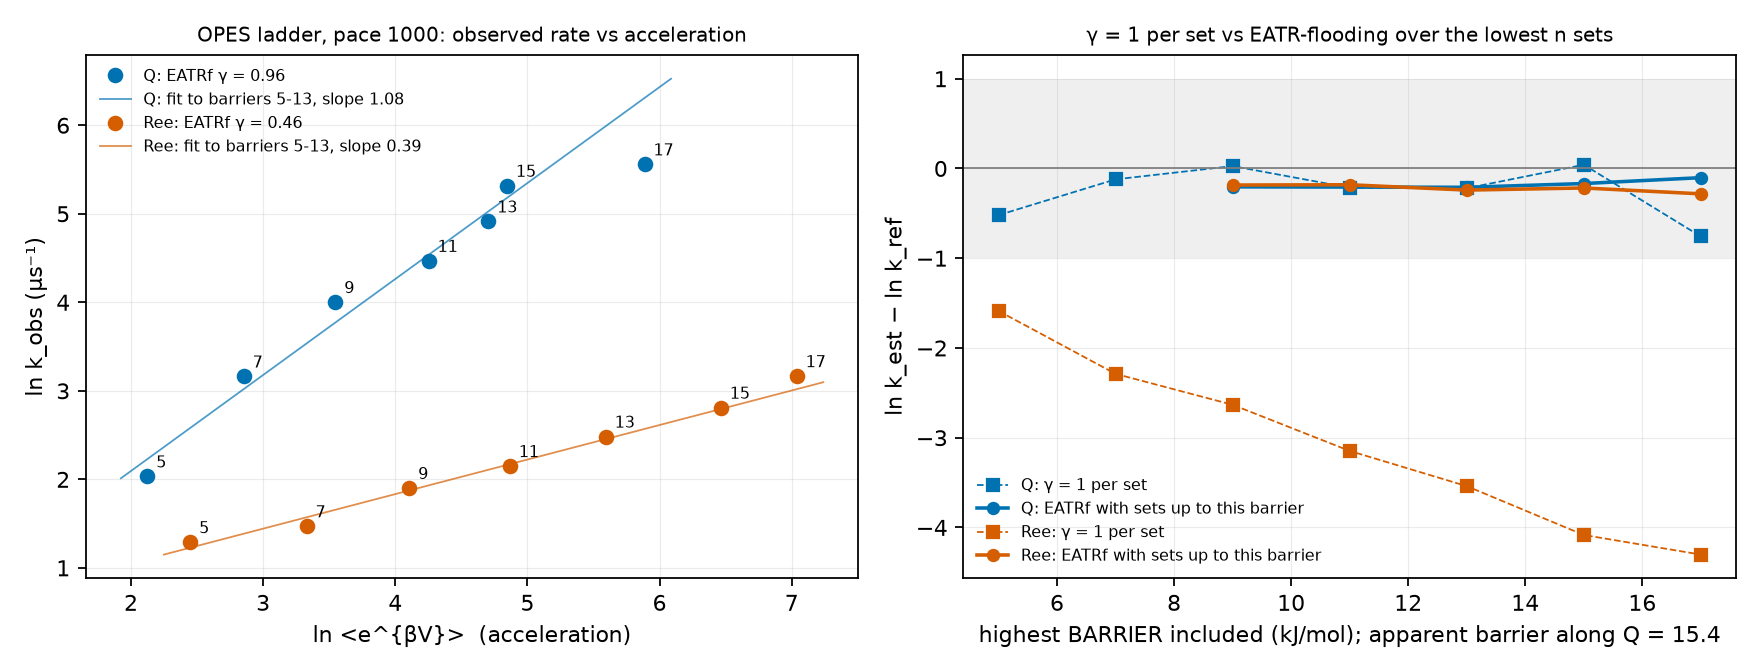 OPES ladder, pace 1000: observed rate vs acceleration
Q: EATRf γ = 0.96
Q: fit to barriers 5-13, slope 1.08
Ree: EATRf γ = 0.46
Ree: fit to barriers 5-13, slope 0.39
5
7
9
11
13
15
17
5
7
9
11
13
15
17
ln k_obs (μs⁻¹)
6
5
4
3
2
1
2
3
4
5
6
7
ln <e^{βV}> (acceleration)
γ = 1 per set vs EATR-flooding over the lowest n sets
ln k_est − ln k_ref
1
0
−1
−2
−3
−4
Q: γ = 1 per set
Q: EATRf with sets up to this barrier
Ree: γ = 1 per set
Ree: EATRf with sets up to this barrier
6
8
10
12
14
16
highest BARRIER included (kJ/mol); apparent barrier along Q = 15.4